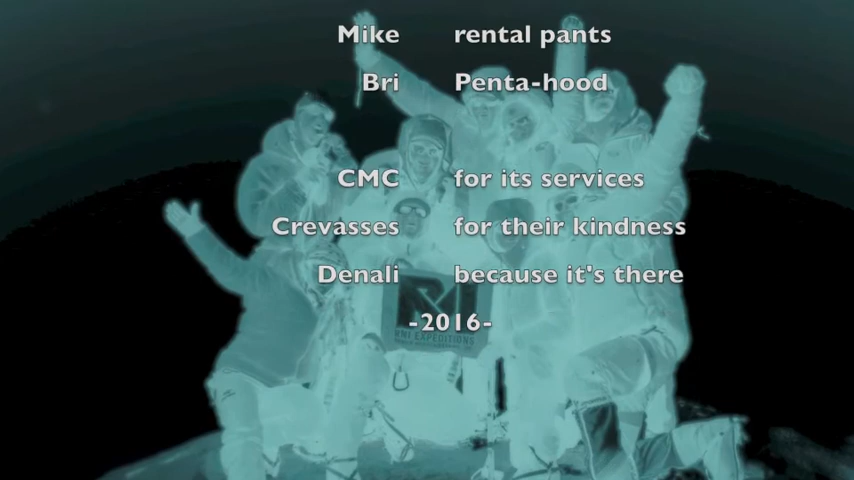 Mike rental pants
Bri Penta-hood
CMC for its services
Crevasses for their kindness
Denali because it's there
-2016-
RMI EXPEDITIONS